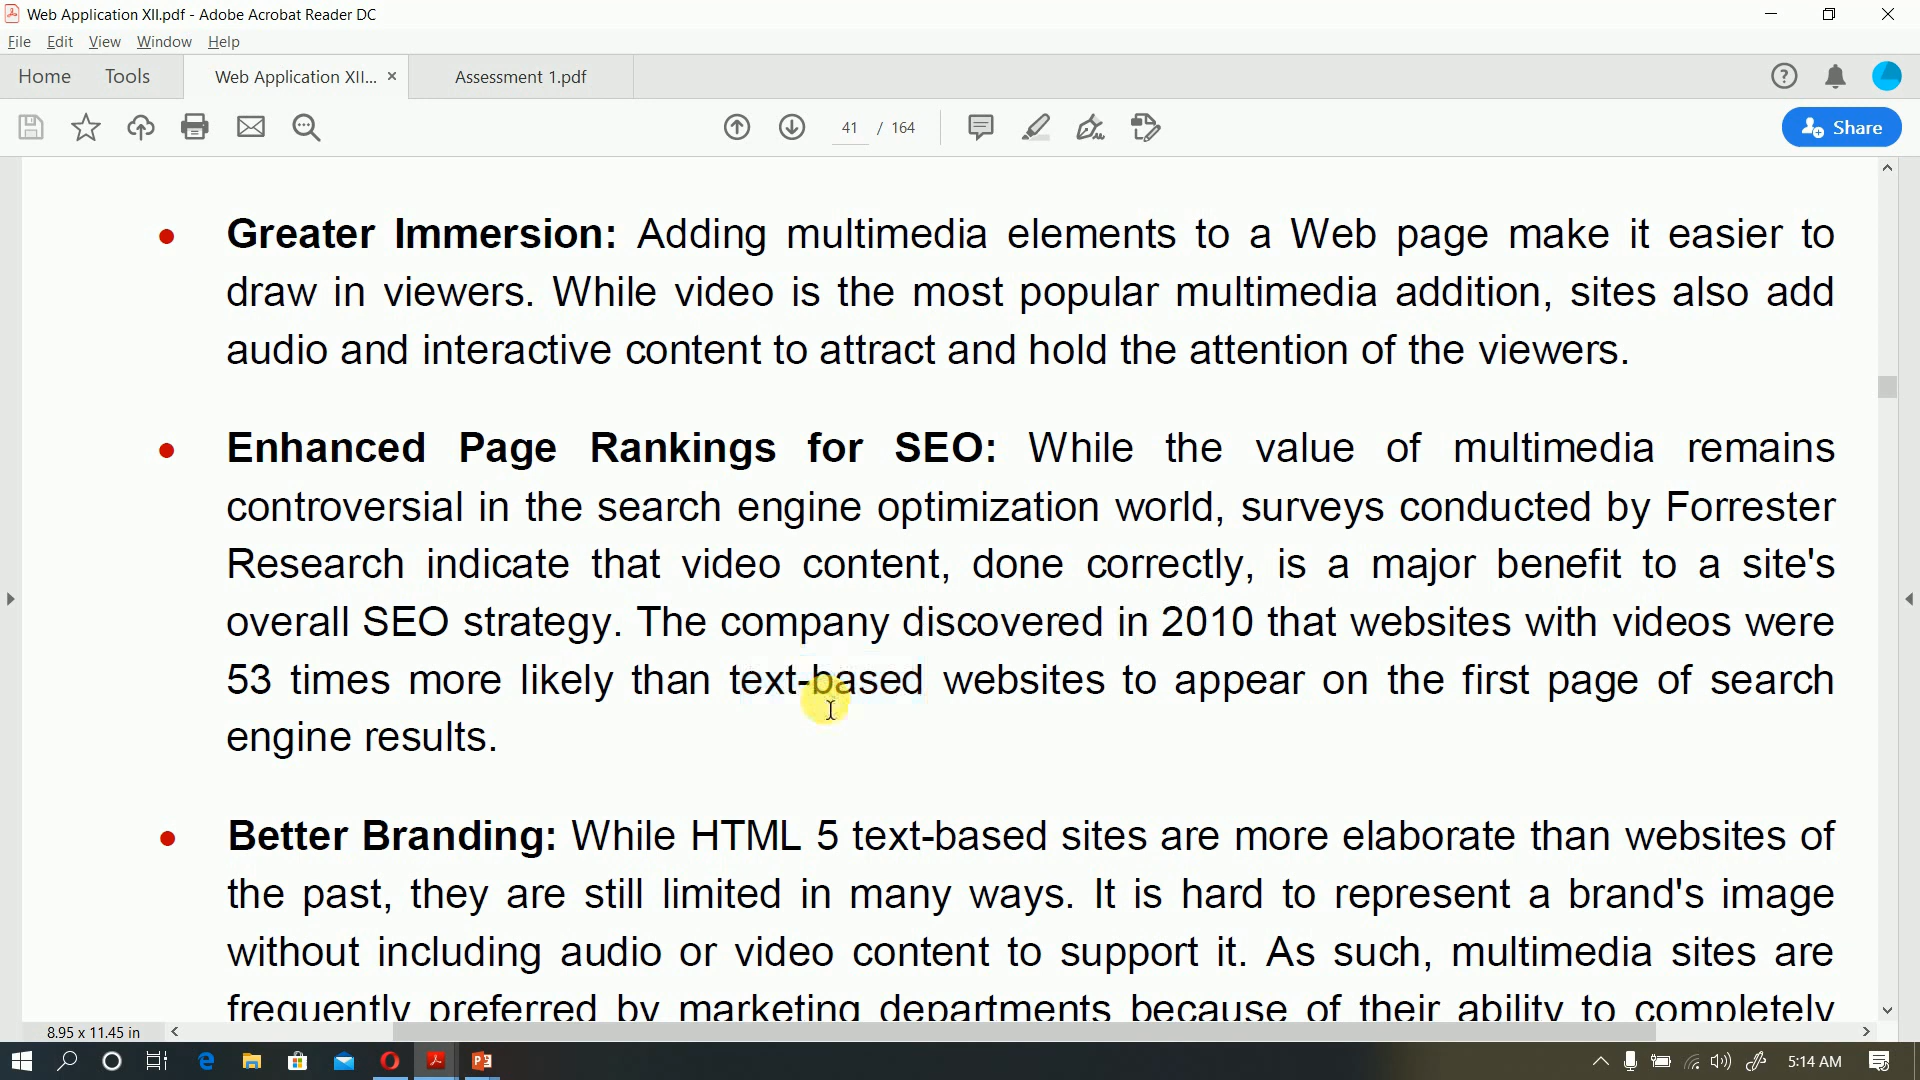 Web Application XII.pdf - Adobe Acrobat Reader DC
File Edit View Window Help
Home Tools Web Application XII... × Assessment 1.pdf
41 / 164 Share
• Greater Immersion: Adding multimedia elements to a Web page make it easier to
draw in viewers. While video is the most popular multimedia addition, sites also add
audio and interactive content to attract and hold the attention of the viewers.
• Enhanced Page Rankings for SEO: While the value of multimedia remains
controversial in the search engine optimization world, surveys conducted by Forrester
Research indicate that video content, done correctly, is a major benefit to a site's
overall SEO strategy. The company discovered in 2010 that websites with videos were
53 times more likely than text-based websites to appear on the first page of search
engine results.
• Better Branding: While HTML 5 text-based sites are more elaborate than websites of
the past, they are still limited in many ways. It is hard to represent a brand's image
without including audio or video content to support it. As such, multimedia sites are
frequently preferred by marketing departments because of their ability to completely
8.95 x 11.45 in
5:14 AM